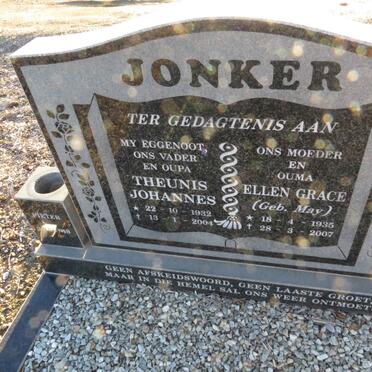 JONKER
TER GEDAGTENIS AAN
MY EGGENOOT,
ONS VADER
EN OUPA
THEUNIS
JOHANNES
22 - 10 - 1932
13 - 1 - 2004
ONS MOEDER
EN
OUMA
ELLEN GRACE
(Geb. May)
18 - 4 - 1935
28 - 3 - 2007
PIETER
GEEN AFSKEIDSWOORD, GEEN LAASTE GROET
MAAR IN DIE HEMEL SAL ONS WEER ONTMOET